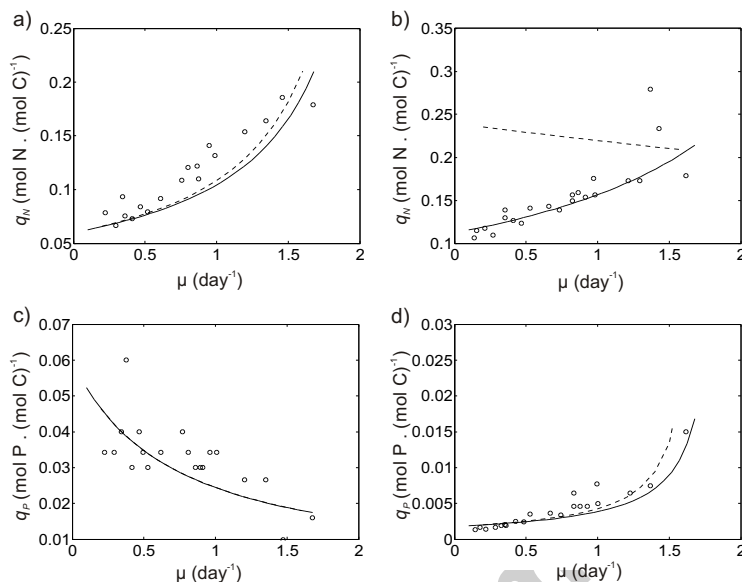 a)
0.25
0.2
0.15
0.1
0.05
q_N (mol N . (mol C)⁻¹
0 0.5 1 1.5 2
μ (day⁻¹)
b)
0.35
0.3
0.25
0.2
0.15
0.1
q_N (mol N . (mol C)⁻¹
0 0.5 1 1.5 2
μ (day⁻¹)
c)
0.07
0.06
0.05
0.04
0.03
0.02
0.01
q_P (mol P . (mol C)⁻¹
0 0.5 1 1.5 2
μ (day⁻¹)
d)
0.03
0.025
0.02
0.015
0.01
0.005
0
q_P (mol P . (mol C)⁻¹
0 0.5 1 1.5 2
μ (day⁻¹)